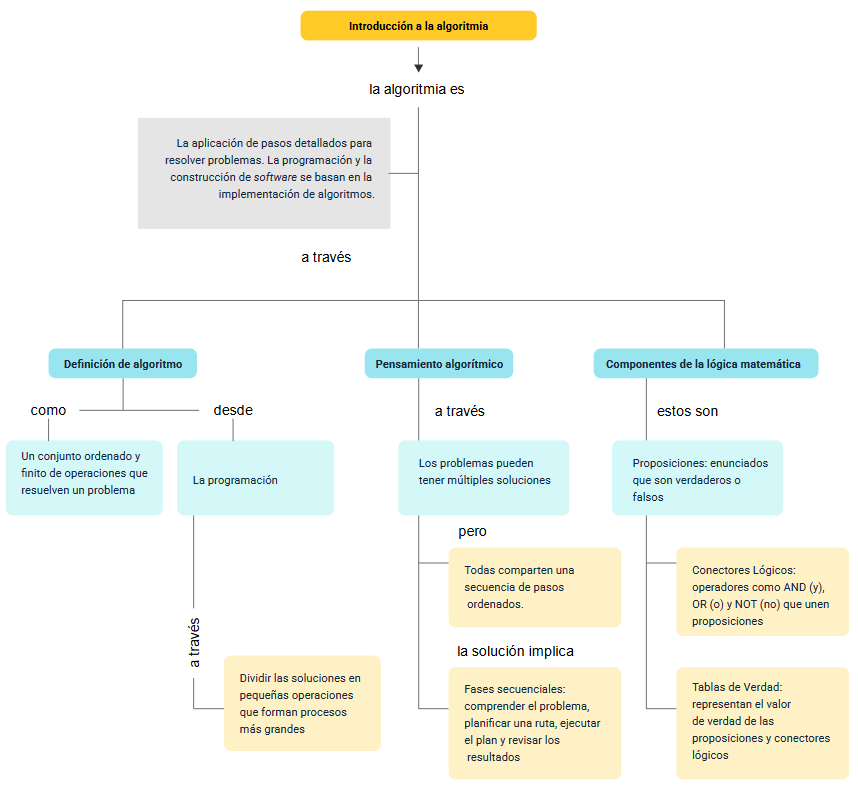 Introducción a la algoritmia
la algoritmia es
La aplicación de pasos detallados para
resolver problemas. La programación y la
construcción de software se basan en la
implementación de algoritmos.
a través
Definición de algoritmo
como
desde
Un conjunto ordenado y
finito de operaciones que
resuelven un problema
La programación
a través
Dividir las soluciones en
pequeñas operaciones
que forman procesos
más grandes
Pensamiento algorítmico
a través
Los problemas pueden
tener múltiples soluciones
pero
Todas comparten una
secuencia de pasos
ordenados.
la solución implica
Fases secuenciales:
comprender el problema,
planificar una ruta, ejecutar
el plan y revisar los
resultados
Componentes de la lógica matemática
estos son
Proposiciones: enunciados
que son verdaderos o
falsos
Conectores Lógicos:
operadores como AND (y),
OR (o) y NOT (no) que unen
proposiciones
Tablas de Verdad:
representan el valor
de verdad de las
proposiciones y conectores
lógicos